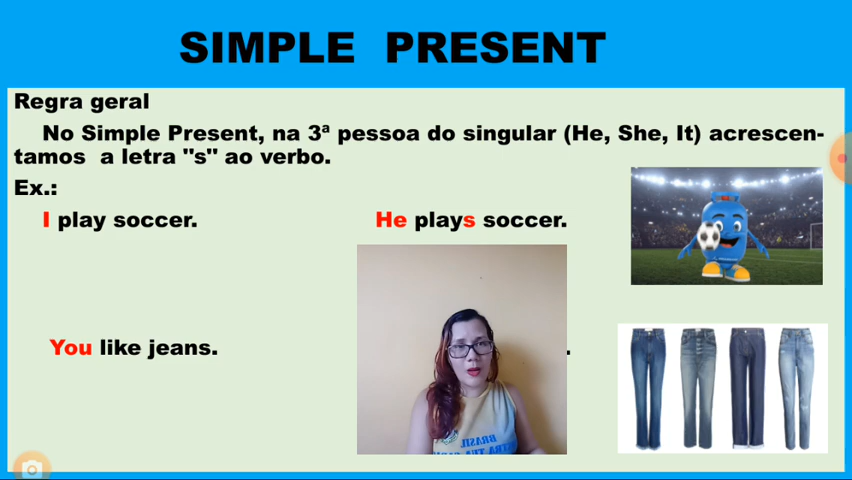 SIMPLE PRESENT
Regra geral
No Simple Present, na 3ª pessoa do singular (He, She, It) acrescen-
tamos a letra "s" ao verbo.
Ex.:
I play soccer. He plays soccer.
You like jeans. .
BRASIL